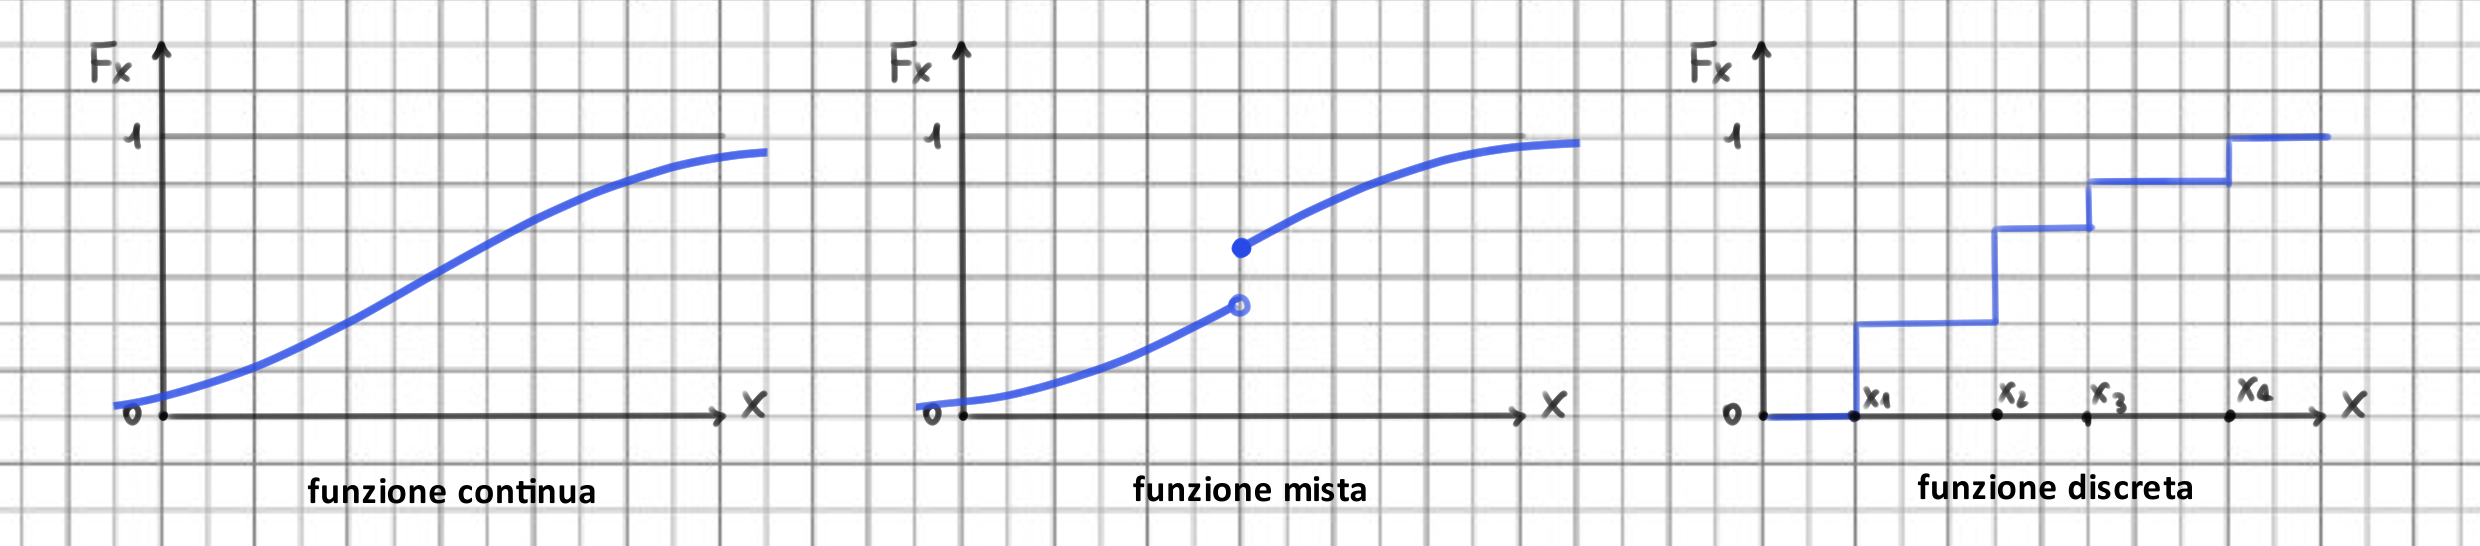 Fx
1
0
x
funzione continua
Fx
1
0
x
funzione mista
Fx
1
0
x1
x2
x3
x4
x
funzione discreta